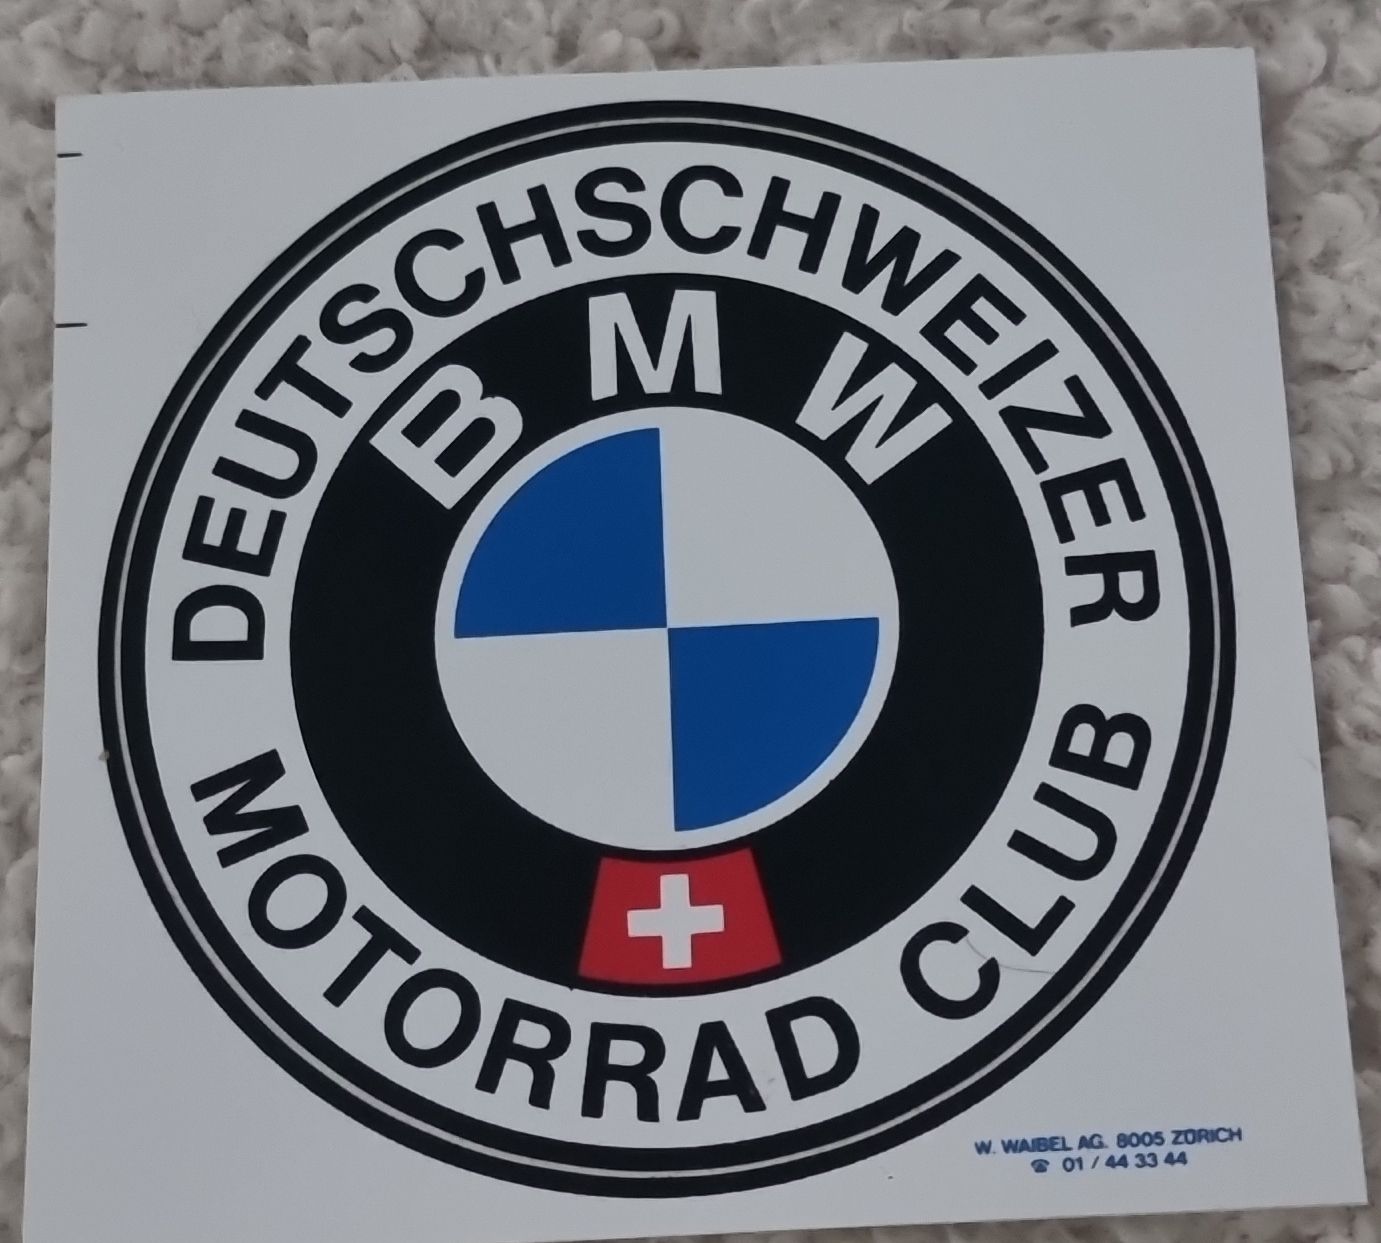 DEUTSCHSCHWEIZER
BMW
MOTORRAD CLUB
W. WAIBEL AG. 8005 ZÜRICH
☎ 01 / 44 33 44